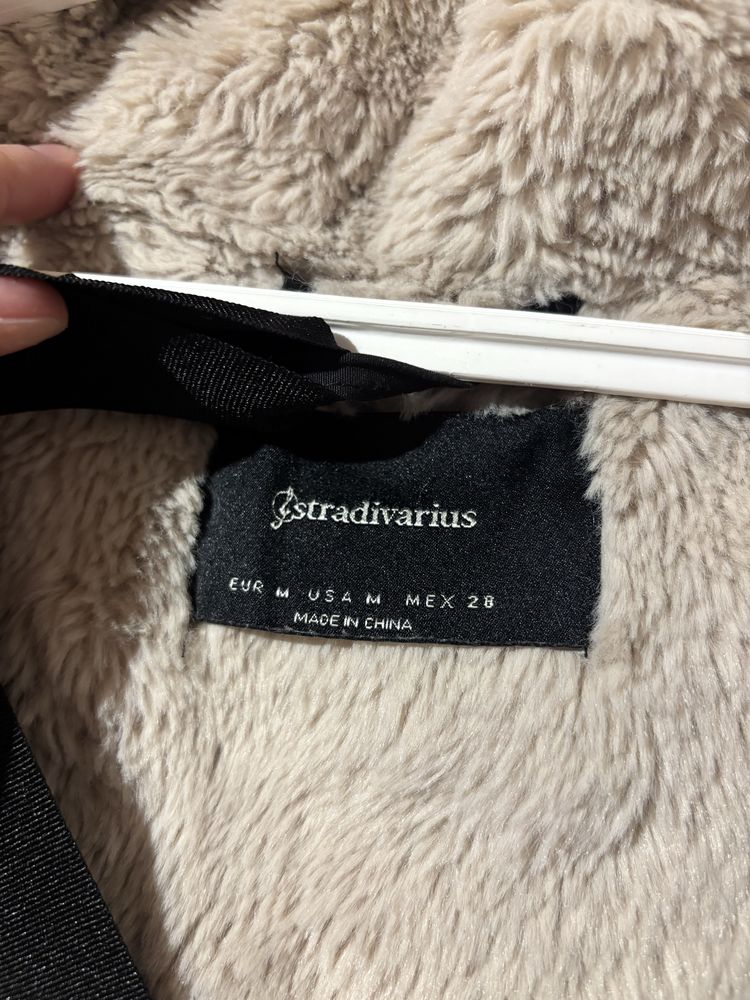 stradivarius
EUR M USA M MEX 28
MADE IN CHINA